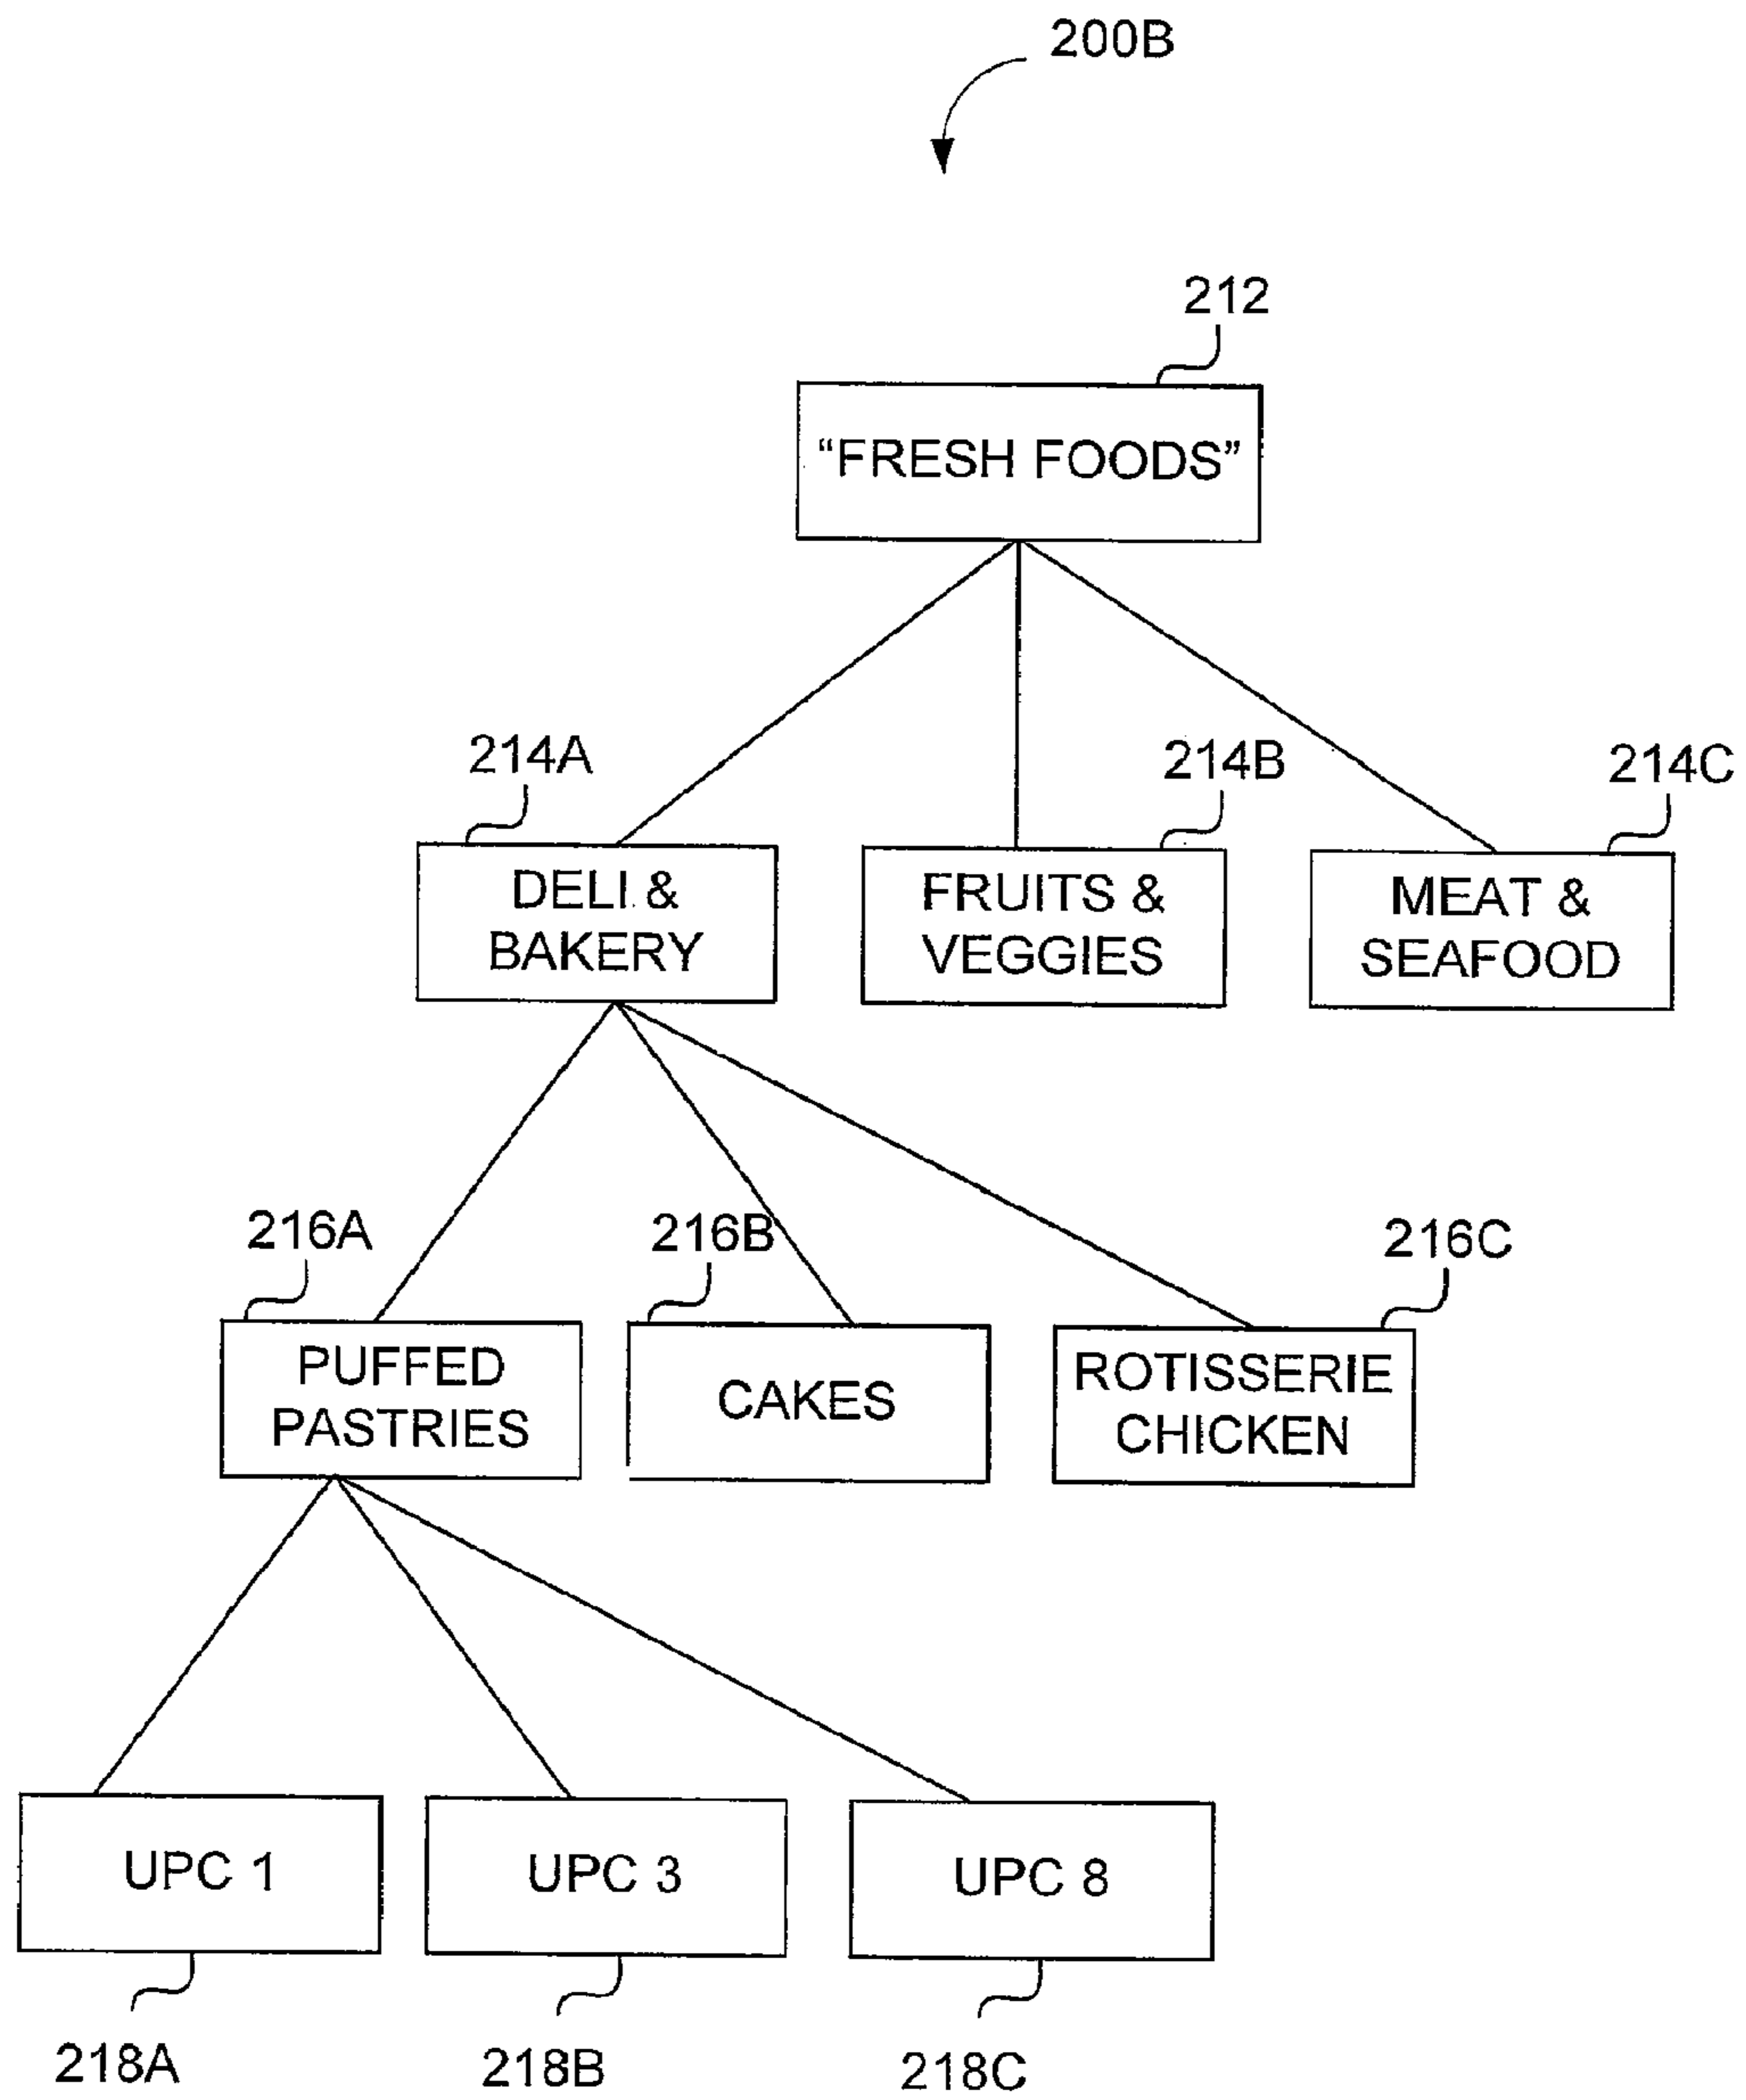 200B
212
“FRESH FOODS”
214A
214B
214C
DELI &
BAKERY
FRUITS &
VEGGIES
MEAT &
SEAFOOD
216A
216B
216C
PUFFED
PASTRIES
CAKES
ROTISSERIE
CHICKEN
UPC 1
UPC 3
UPC 8
218A
218B
218C